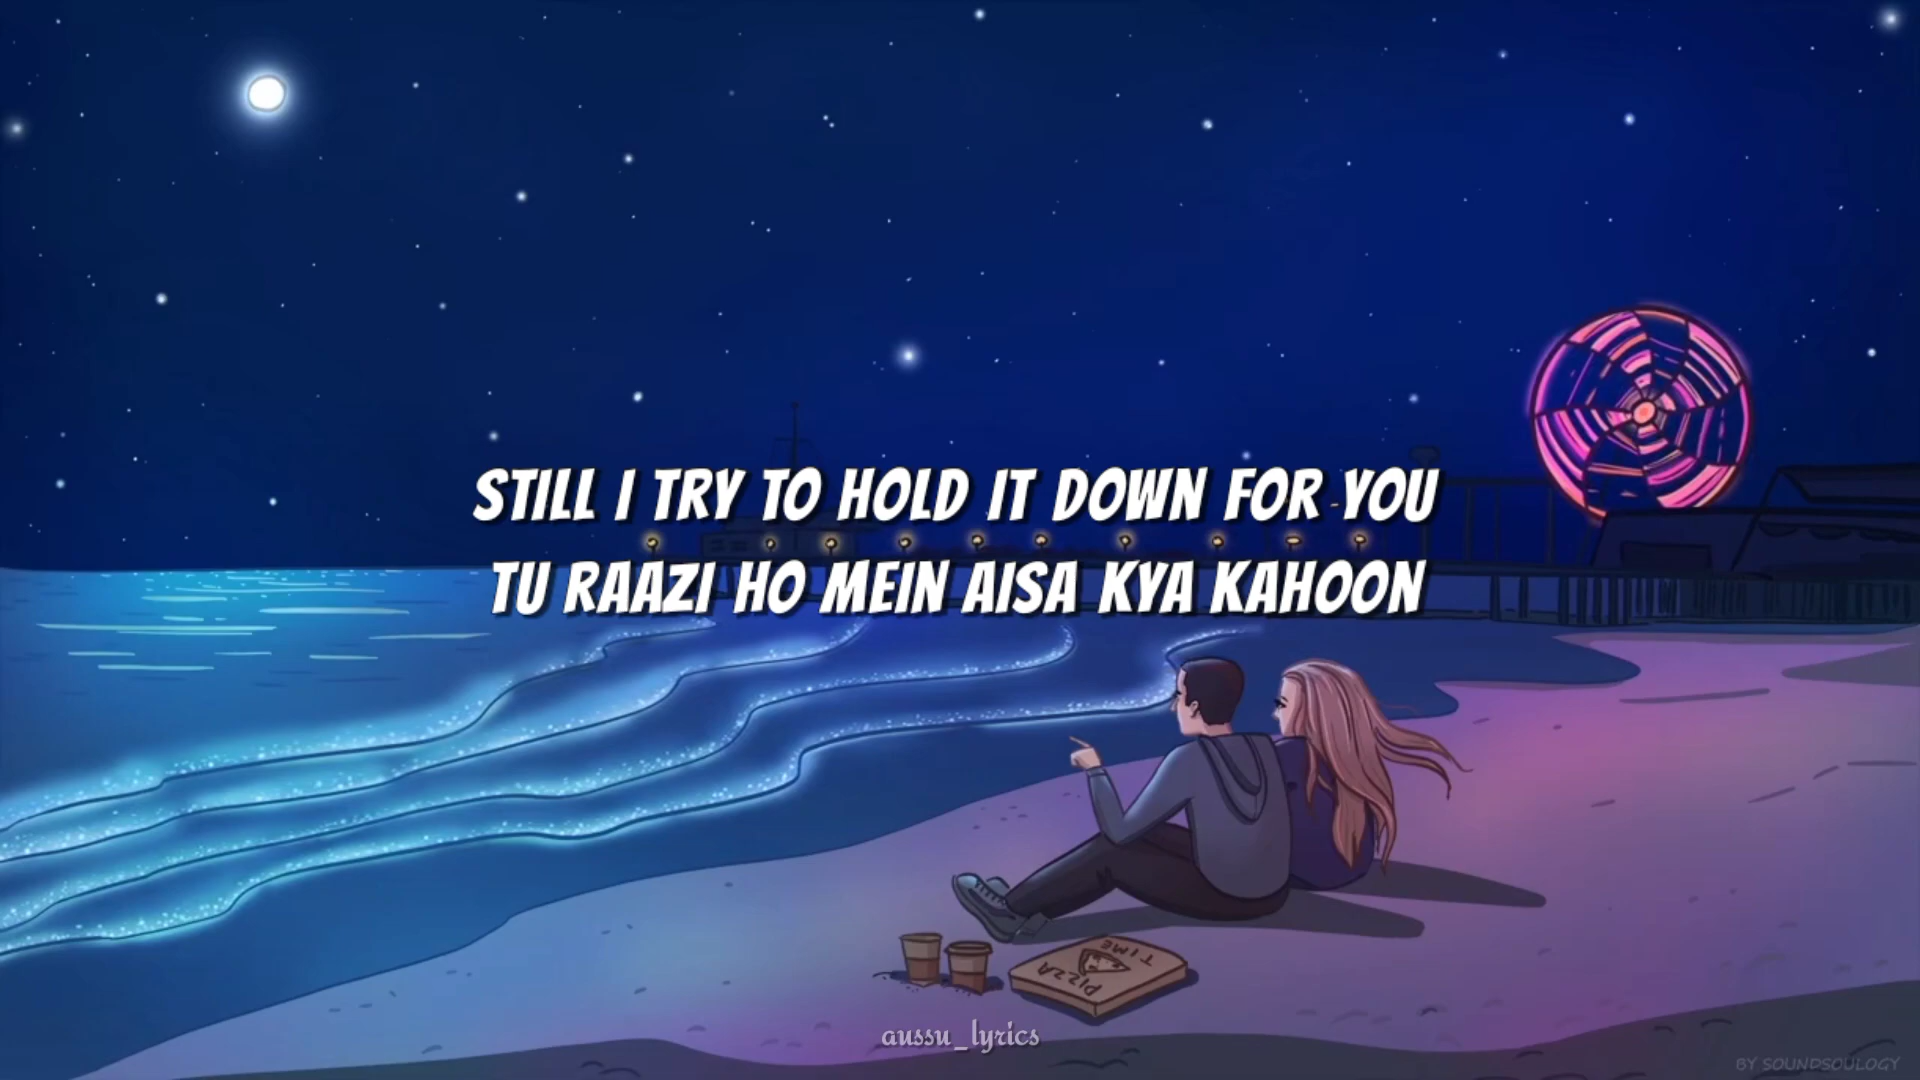 STILL I TRY TO HOLD IT DOWN FOR YOU
TU RAAZI HO MEIN AISA KYA KAHOON
PIZZA
TIME
aussu_lyrics
BY SOUNDSOULOGY